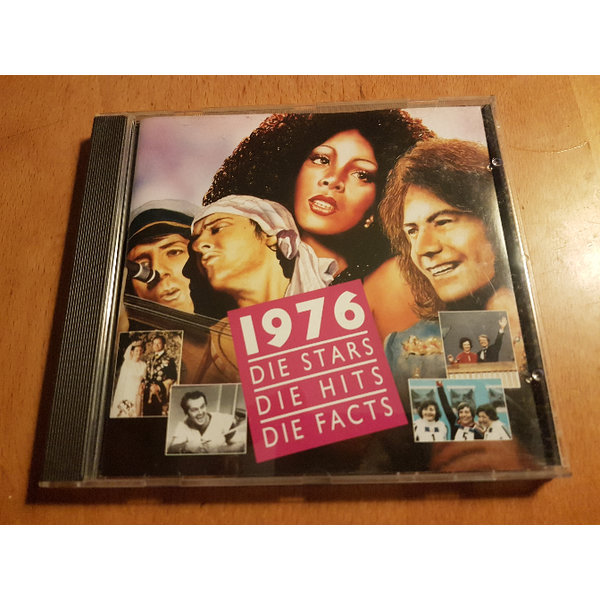 1976
DIE STARS
DIE HITS
DIE FACTS